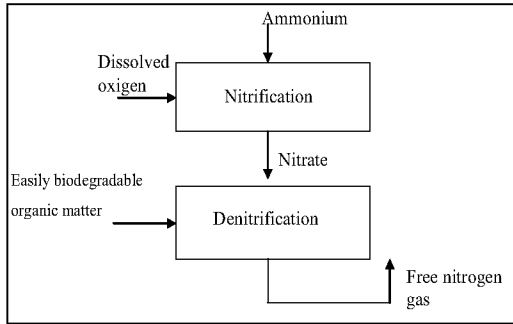 Ammonium
Dissolved
oxigen
Nitrification
Nitrate
Easily biodegradable
organic matter
Denitrification
Free nitrogen
gas